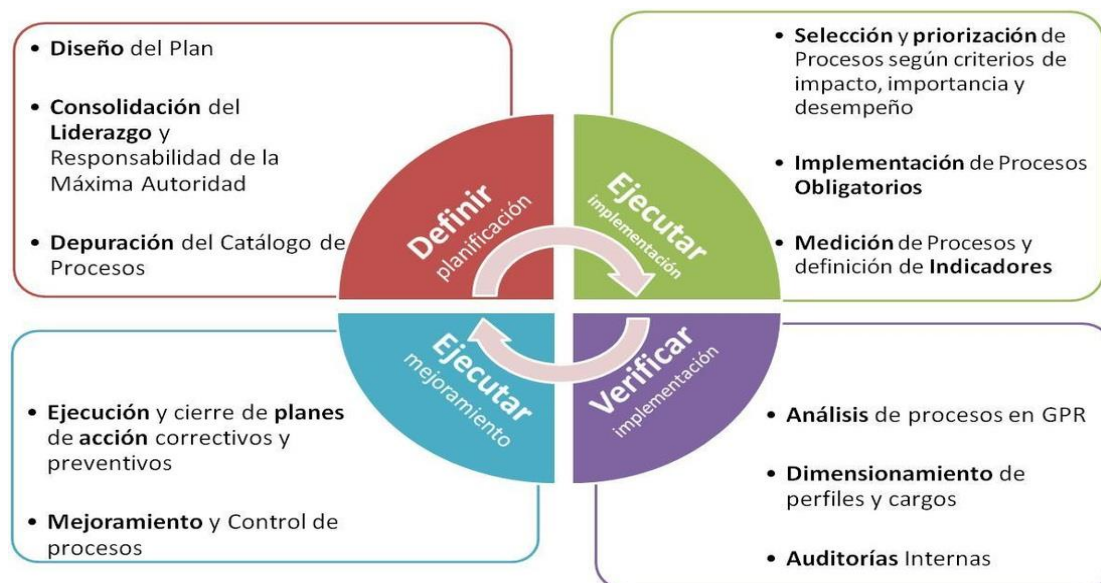 • Diseño del Plan
• Consolidación del
Liderazgo y
Responsabilidad de la
Máxima Autoridad
• Depuración del Catálogo de
Procesos
Definir
planificación
• Selección y priorización de
Procesos según criterios de
impacto, importancia y
desempeño
• Implementación de Procesos
Obligatorios
• Medición de Procesos y
definición de Indicadores
Ejecutar
implementación
• Ejecución y cierre de planes
de acción correctivos y
preventivos
• Mejoramiento y Control de
procesos
Ejecutar
mejoramiento
Verificar
implementación
• Análisis de procesos en GPR
• Dimensionamiento de
perfiles y cargos
• Auditorías Internas